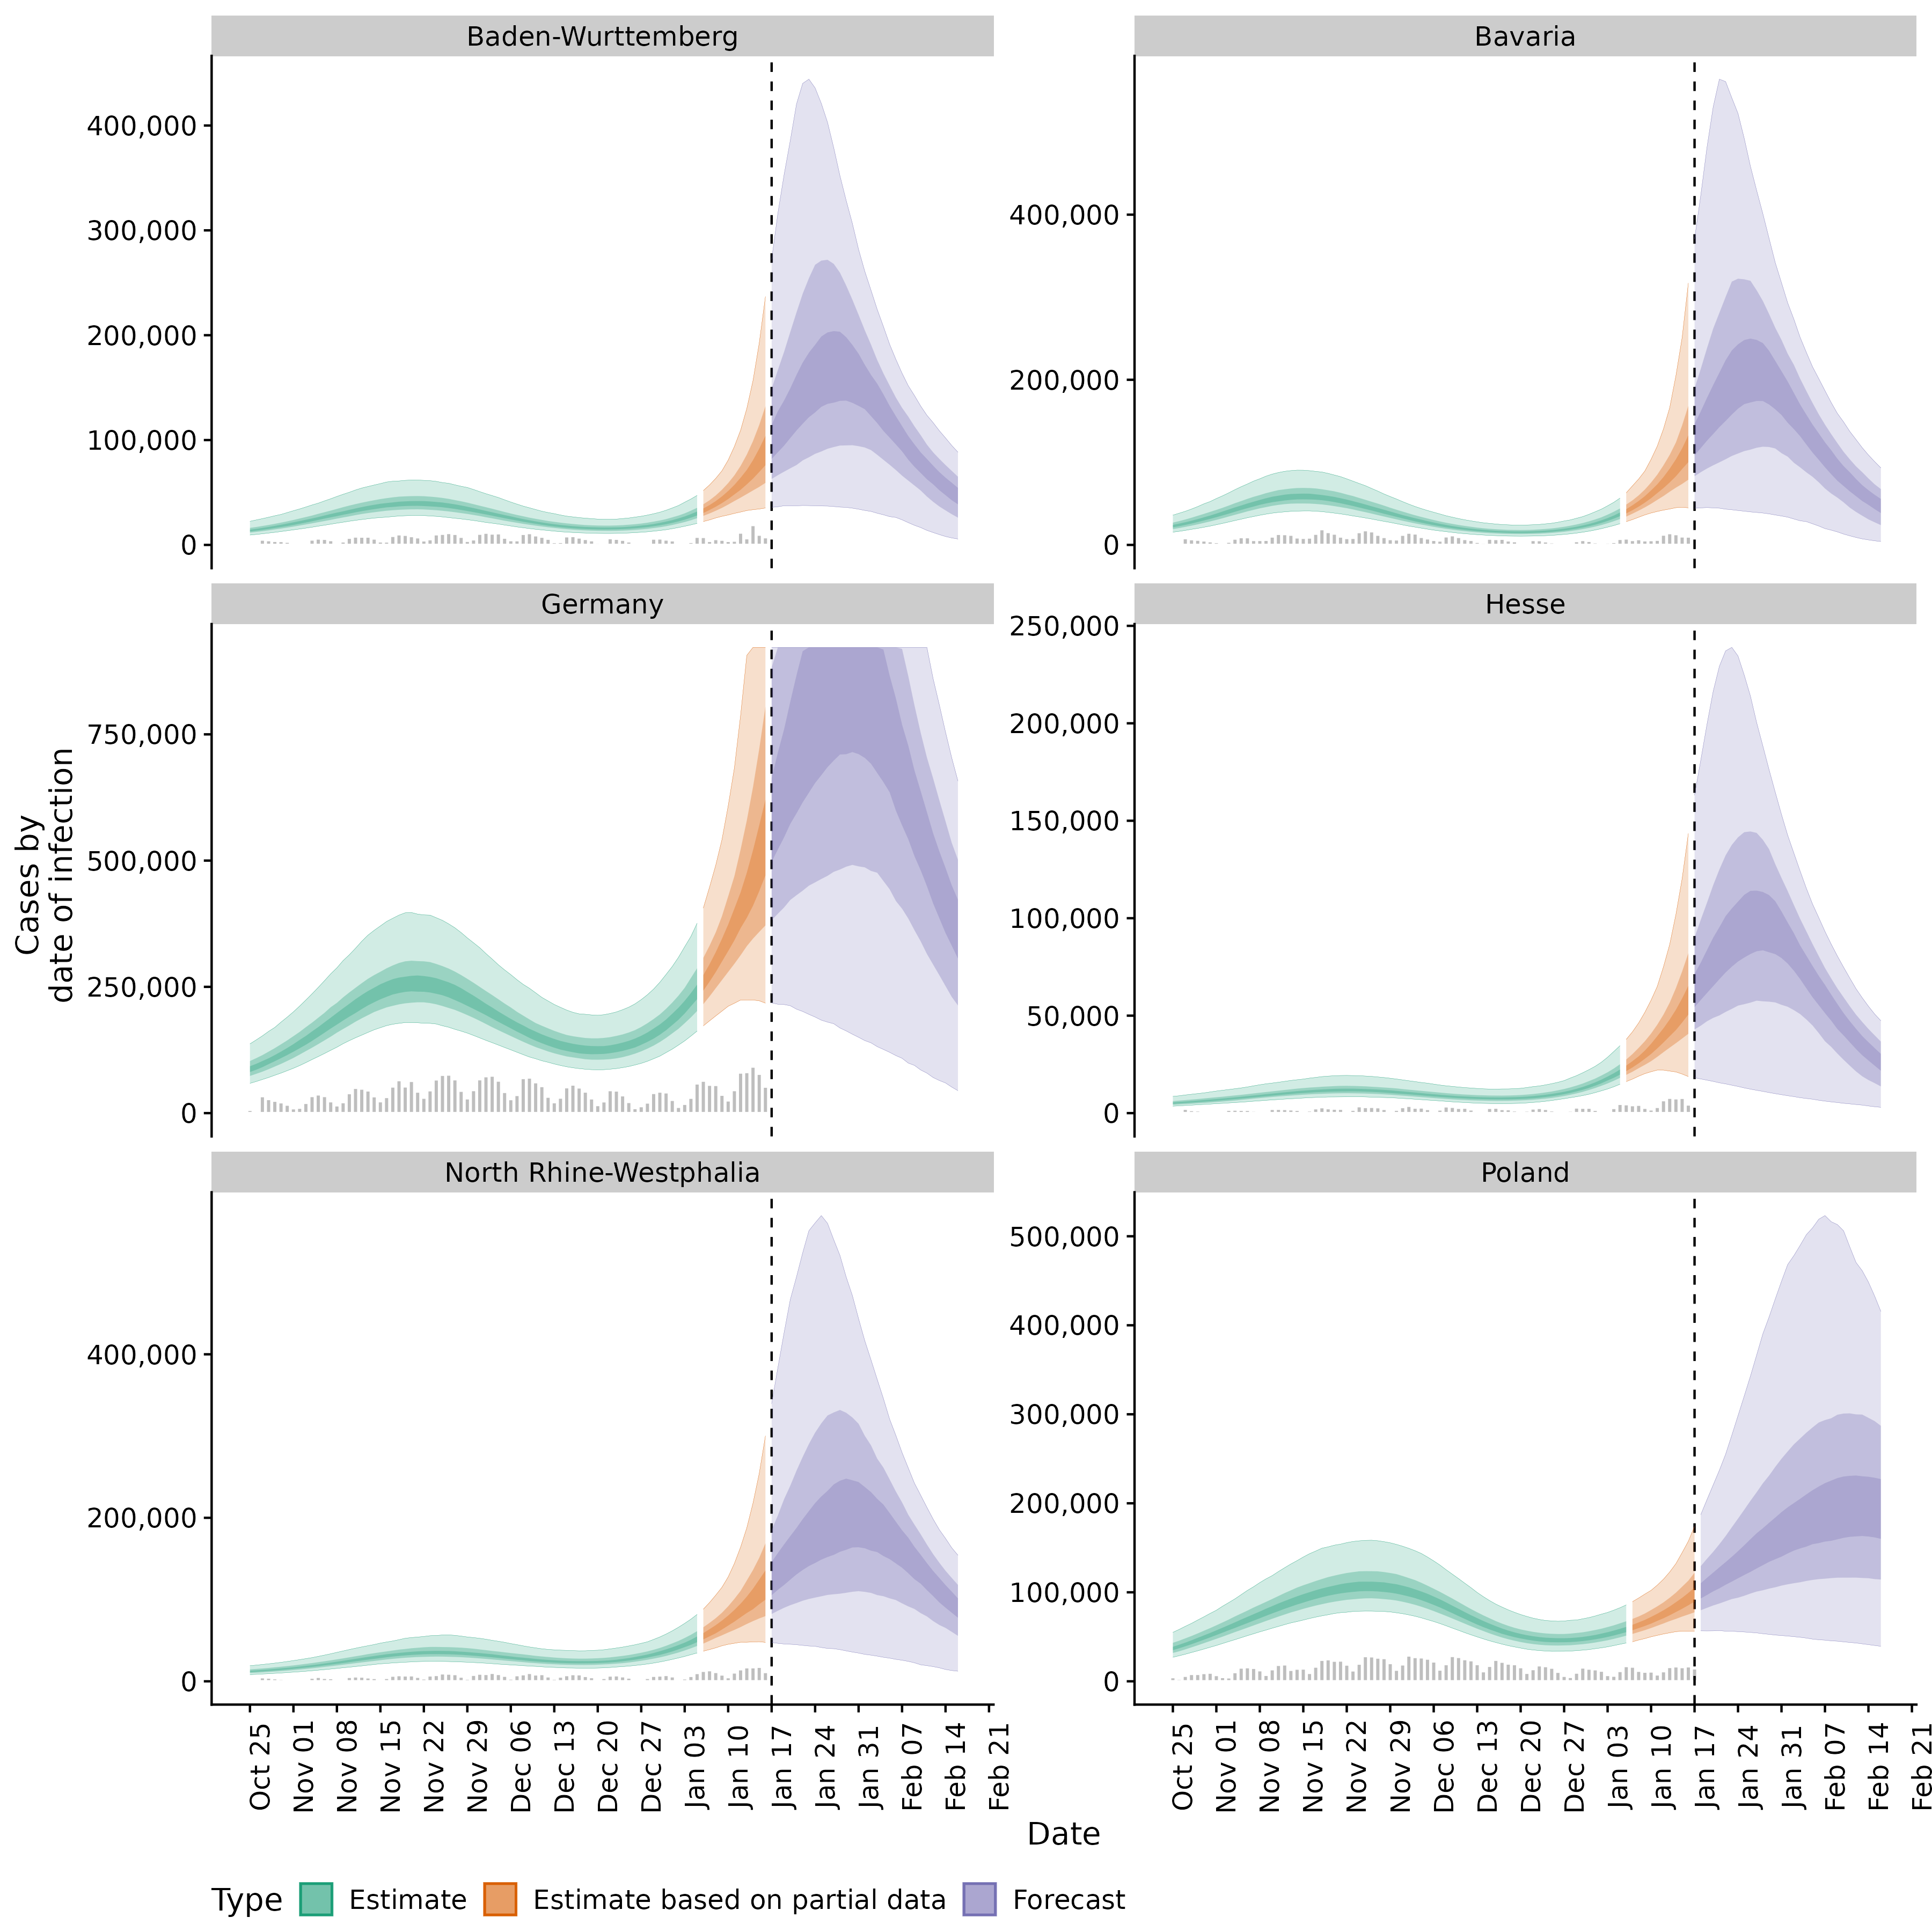 Baden-Wurttemberg
400,000
300,000
200,000
100,000
0
Bavaria
400,000
200,000
0
Germany
750,000
500,000
250,000
0
Hesse
250,000
200,000
150,000
100,000
50,000
0
North Rhine-Westphalia
400,000
200,000
0
Poland
500,000
400,000
300,000
200,000
100,000
0
Cases by
date of infection
Oct 25
Nov 01
Nov 08
Nov 15
Nov 22
Nov 29
Dec 06
Dec 13
Dec 20
Dec 27
Jan 03
Jan 10
Jan 17
Jan 24
Jan 31
Feb 07
Feb 14
Feb 21
Oct 25
Nov 01
Nov 08
Nov 15
Nov 22
Nov 29
Dec 06
Dec 13
Dec 20
Dec 27
Jan 03
Jan 10
Jan 17
Jan 24
Jan 31
Feb 07
Feb 14
Feb 21
Date
Type Estimate Estimate based on partial data Forecast